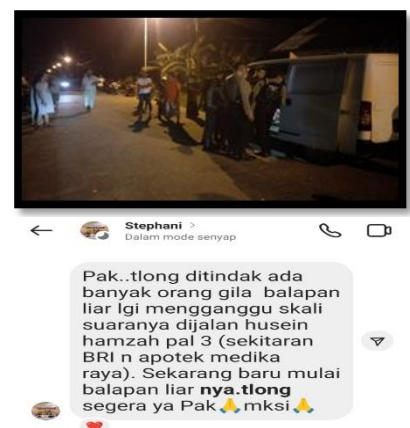 Stephani >
Dalam mode senyap
Pak..tlong ditindak ada
banyak orang gila balapan
liar lgi mengganggu skali
suaranya dijalan husein
hamzah pal 3 (sekitaran
BRI n apotek medika
raya). Sekarang baru mulai
balapan liar nya.tlong
segera ya Pak🙏mksi🙏